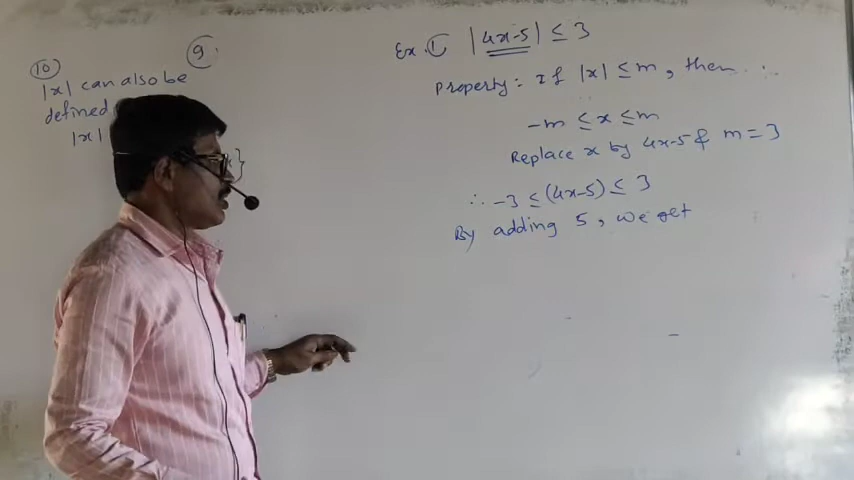 10
|x| can also be
defined
|x|
x}
9.
Ex. 1 |4x-5| ≤ 3
Property: If |x| ≤ m, then...
-m ≤ x ≤ m
Replace x by 4x-5 & m = 3
∴ -3 ≤ (4x-5) ≤ 3
By adding 5, we get